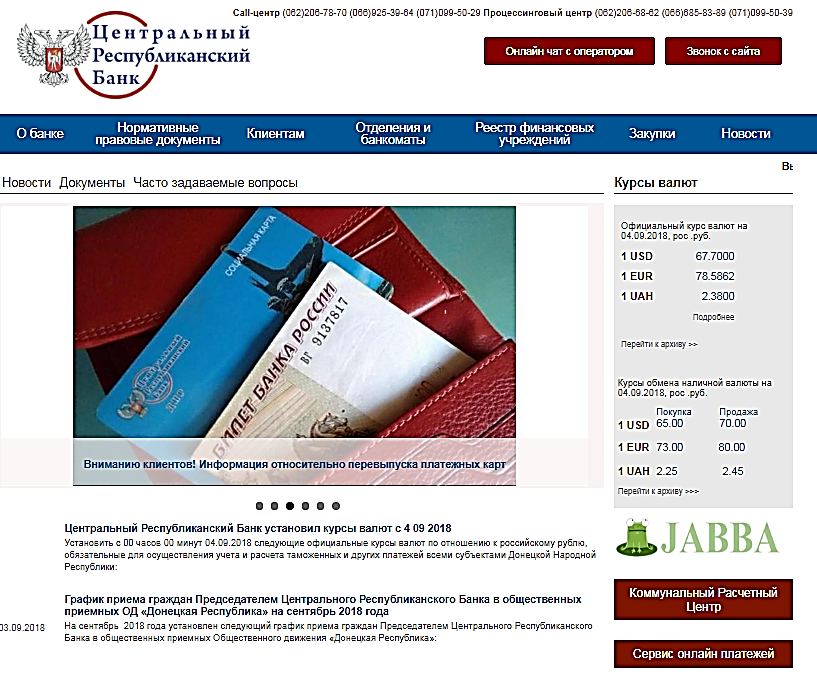 Call-центр (062)206-78-70 (066)925-39-64 (071)099-50-29 Процессинговый центр (062)206-68-62 (066)685-83-89 (071)099-50-39
Центральный
Республиканский
Банк
Онлайн чат с оператором
Звонок с сайта
О банке
Нормативные
правовые документы
Клиентам
Отделения и
банкоматы
Реестр финансовых
учреждений
Закупки
Новости
Вы
Новости Документы Часто задаваемые вопросы
Курсы валют
СОЦИАЛЬНАЯ КАРТА
Центральный
Республиканский
Банк
БИЛЕТ БАНКА РОССИИ
ВГ 9137817
Вниманию клиентов! Информация относительно перевыпуска платежных карт
Официальный курс валют на
04.09.2018, рос .руб.
1 USD 67.7000
1 EUR 78.5862
1 UAH 2.3800
Подробнее
Перейти к архиву >>
Курсы обмена наличной валюты на
04.09.2018, рос .руб.
Покупка Продажа
1 USD 65.00 70.00
1 EUR 73.00 80.00
1 UAH 2.25 2.45
Перейти к архиву >>>
JABBA
Коммунальный Расчетный
Центр
Сервис онлайн платежей
Центральный Республиканский Банк установил курсы валют с 4 09 2018
Установить с 00 часов 00 минут 04.09.2018 следующие официальные курсы валют по отношению к российскому рублю,
обязательные для осуществления учета и расчета таможенных и других платежей всеми субъектами Донецкой Народной
Республики:
График приема граждан Председателем Центрального Республиканского Банка в общественных
приемных ОД «Донецкая Республика» на сентябрь 2018 года
03.09.2018
На сентябрь 2018 года установлен следующий график приема граждан Председателем Центрального Республиканского
Банка в общественных приемных Общественного движения «Донецкая Республика»: